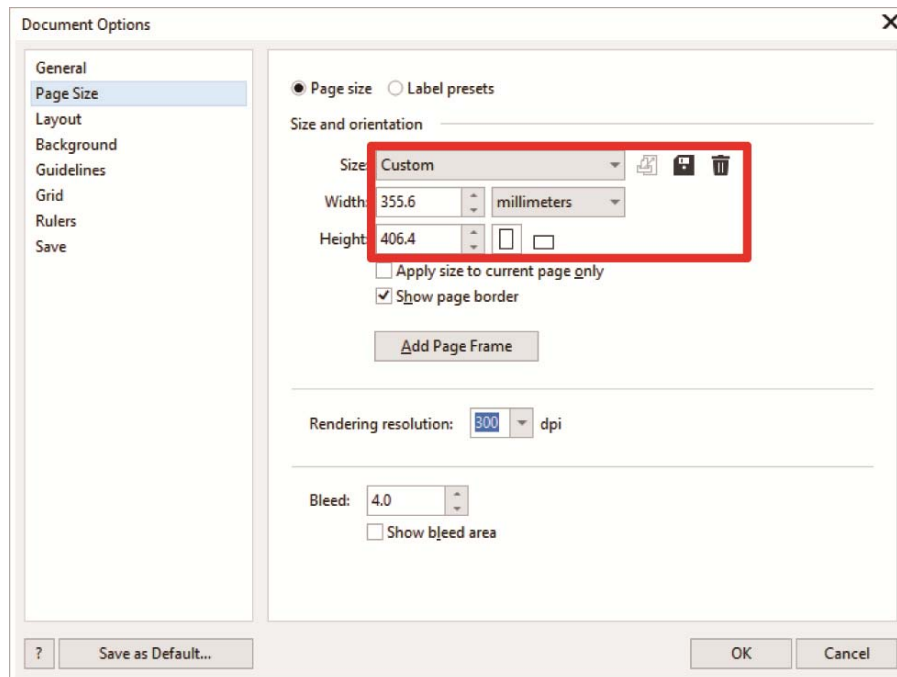 Document Options
General
Page Size
Layout
Background
Guidelines
Grid
Rulers
Save
Page size Label presets
Size and orientation
Size: Custom
Width: 355.6 millimeters
Height: 406.4
Apply size to current page only
Show page border
Add Page Frame
Rendering resolution: 300 dpi
Bleed: 4.0
Show bleed area
? Save as Default... OK Cancel